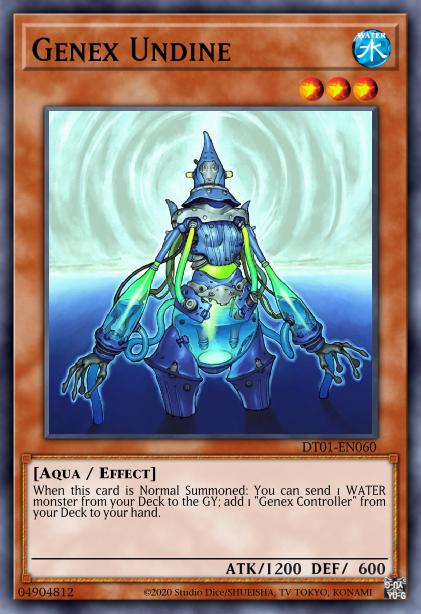 GENEX UNDINE
WATER
水
DT01-EN060
[AQUA / EFFECT]
When this card is Normal Summoned: You can send 1 WATER
monster from your Deck to the GY; add 1 "Genex Controller" from
your Deck to your hand.
ATK/1200 DEF/ 600
04904812
©2020 Studio Dice/SHUEISHA, TV TOKYO, KONAMI